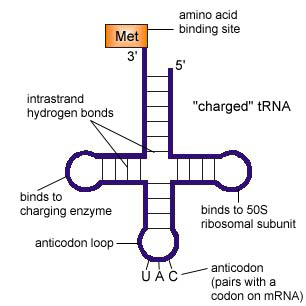 amino acid
binding site
Met
3'
5'
intrastrand
hydrogen bonds
"charged" tRNA
binds to
charging enzyme
binds to 50S
ribosomal subunit
anticodon loop
U A C
anticodon
(pairs with a
codon on mRNA)